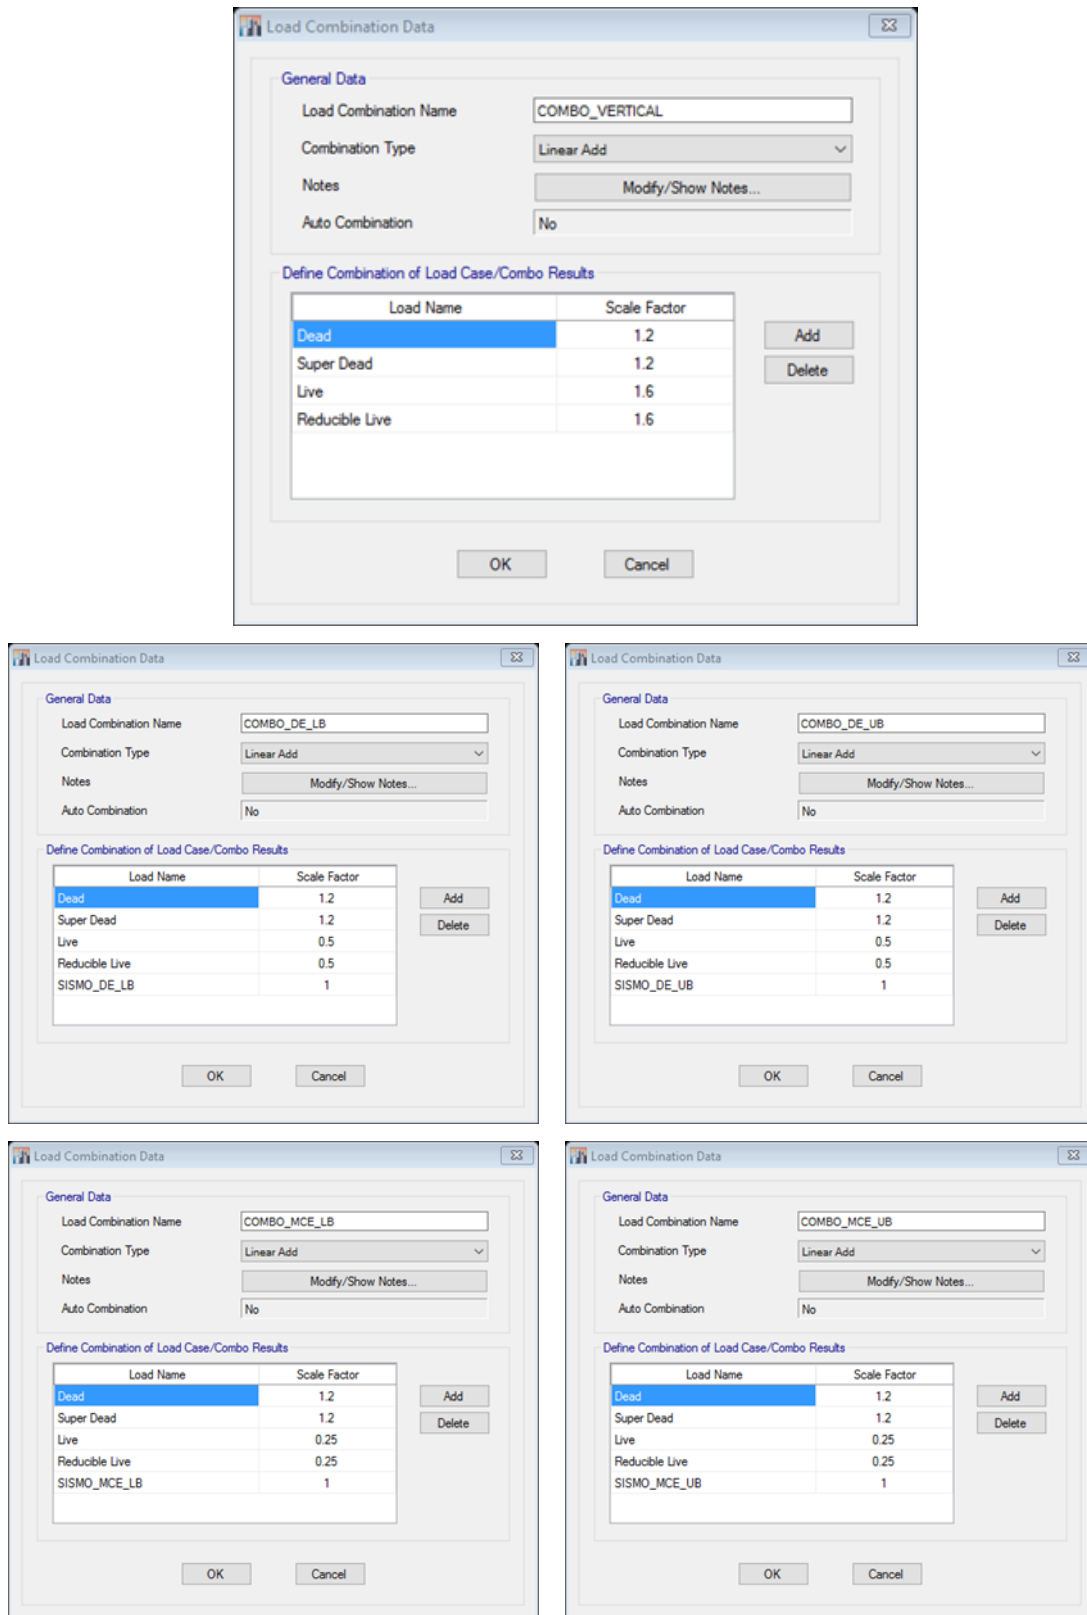 Load Combination Data
General Data
Load Combination Name COMBO_VERTICAL
Combination Type Linear Add
Notes Modify/Show Notes...
Auto Combination No
Define Combination of Load Case/Combo Results
Load Name Scale Factor
Dead 1.2 Add
Super Dead 1.2 Delete
Live 1.6
Reducible Live 1.6
OK Cancel
Load Combination Data
General Data
Load Combination Name COMBO_DE_LB
Combination Type Linear Add
Notes Modify/Show Notes...
Auto Combination No
Define Combination of Load Case/Combo Results
Load Name Scale Factor
Dead 1.2 Add
Super Dead 1.2 Delete
Live 0.5
Reducible Live 0.5
SISMO_DE_LB 1
OK Cancel
Load Combination Data
General Data
Load Combination Name COMBO_DE_UB
Combination Type Linear Add
Notes Modify/Show Notes...
Auto Combination No
Define Combination of Load Case/Combo Results
Load Name Scale Factor
Dead 1.2 Add
Super Dead 1.2 Delete
Live 0.5
Reducible Live 0.5
SISMO_DE_UB 1
OK Cancel
Load Combination Data
General Data
Load Combination Name COMBO_MCE_LB
Combination Type Linear Add
Notes Modify/Show Notes...
Auto Combination No
Define Combination of Load Case/Combo Results
Load Name Scale Factor
Dead 1.2 Add
Super Dead 1.2 Delete
Live 0.25
Reducible Live 0.25
SISMO_MCE_LB 1
OK Cancel
Load Combination Data
General Data
Load Combination Name COMBO_MCE_UB
Combination Type Linear Add
Notes Modify/Show Notes...
Auto Combination No
Define Combination of Load Case/Combo Results
Load Name Scale Factor
Dead 1.2 Add
Super Dead 1.2 Delete
Live 0.25
Reducible Live 0.25
SISMO_MCE_UB 1
OK Cancel